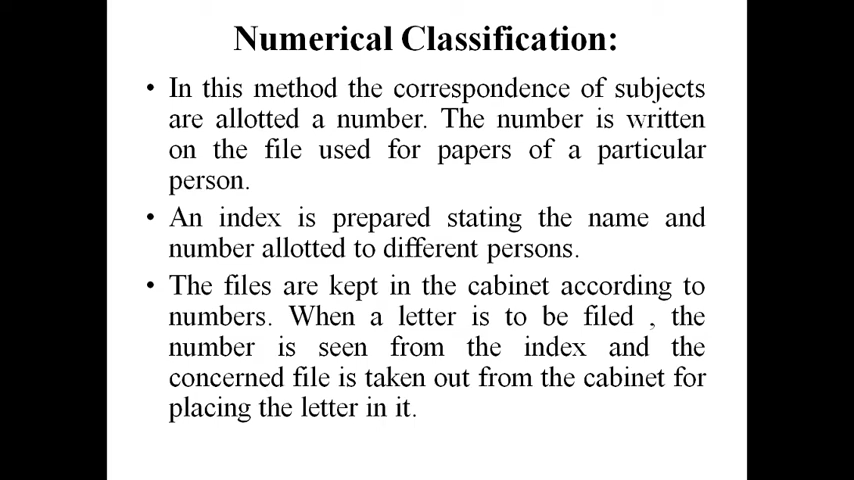 Numerical Classification:
• In this method the correspondence of subjects
are allotted a number. The number is written
on the file used for papers of a particular
person.
• An index is prepared stating the name and
number allotted to different persons.
• The files are kept in the cabinet according to
numbers. When a letter is to be filed , the
number is seen from the index and the
concerned file is taken out from the cabinet for
placing the letter in it.